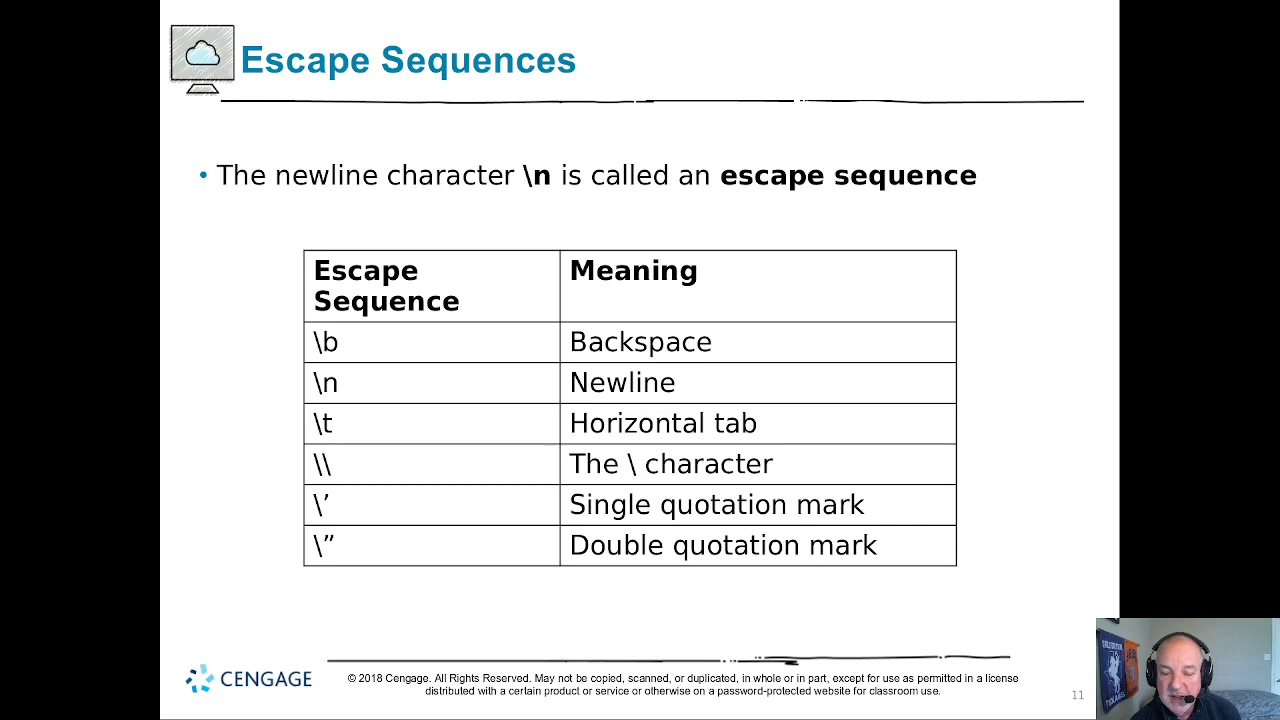 Escape Sequences
• The newline character \n is called an escape sequence
Escape Sequence
Meaning
\b
Backspace
\n
Newline
\t
Horizontal tab
\\
The \ character
\’
Single quotation mark
\”
Double quotation mark
CENGAGE
© 2018 Cengage. All Rights Reserved. May not be copied, scanned, or duplicated, in whole or in part, except for use as permitted in a license
distributed with a certain product or service or otherwise on a password-protected website for classroom use.
11
TEXANS